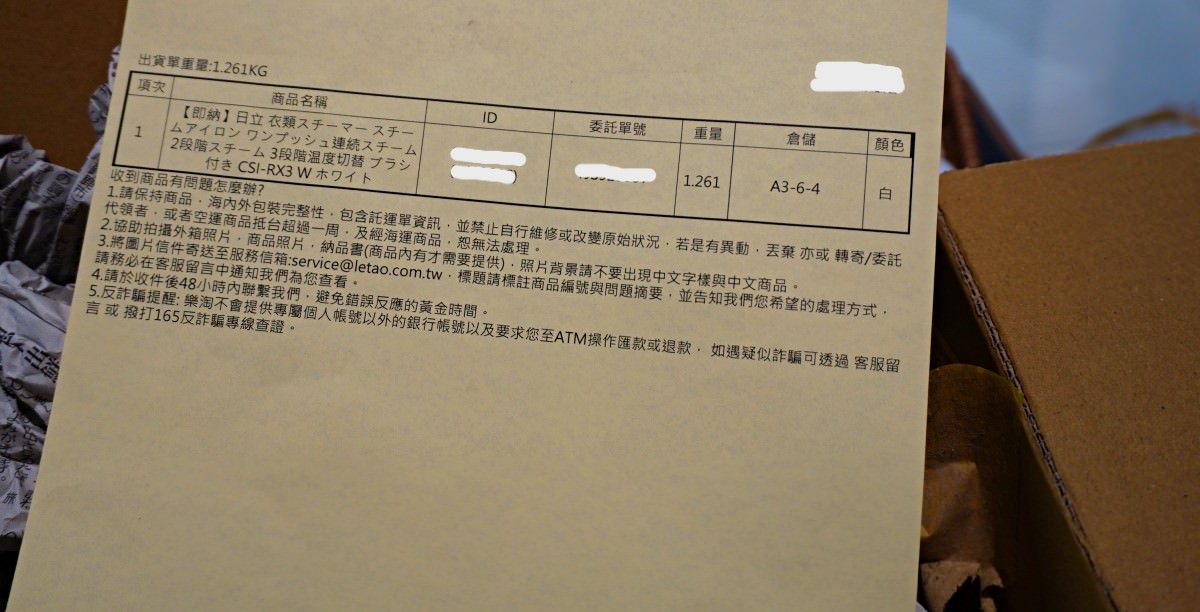 出貨單重量:1.261KG
項次 商品名稱 ID 委託單號 重量 倉儲 顏色
1 【即納】日立 衣類スチーマー スチー
ムアイロン ワンプッシュ連続スチーム
2段階スチーム 3段階温度切替 ブラシ
付き CSI-RX3 W ホワイト
1.261 A3-6-4 白
收到商品有問題怎麼辦?
1.請保持商品,海內外包裝完整性,包含託運單資訊,並禁止自行維修或改變原始狀況,若是有異動,丟棄 亦或 轉寄/委託
代領者,或者空運商品抵台超過一周,及經海運商品,恕無法處理。
2.協助拍攝外箱照片,商品照片,納品書(商品內有才需要提供),照片背景請不要出現中文字樣與中文商品。
3.將圖片信件寄送至服務信箱:service@letao.com.tw,標題請標註商品編號與問題摘要,並告知我們您希望的處理方式,
請務必在客服留言中通知我們為您查看。
4.請於收件後48小時內聯繫我們,避免錯誤反應的黃金時間。
5.反詐騙提醒: 樂淘不會提供專屬個人帳號以外的銀行帳號以及要求您至ATM操作匯款或退款, 如遇疑似詐騙可透過 客服留
言 或 撥打165反詐騙專線查證。